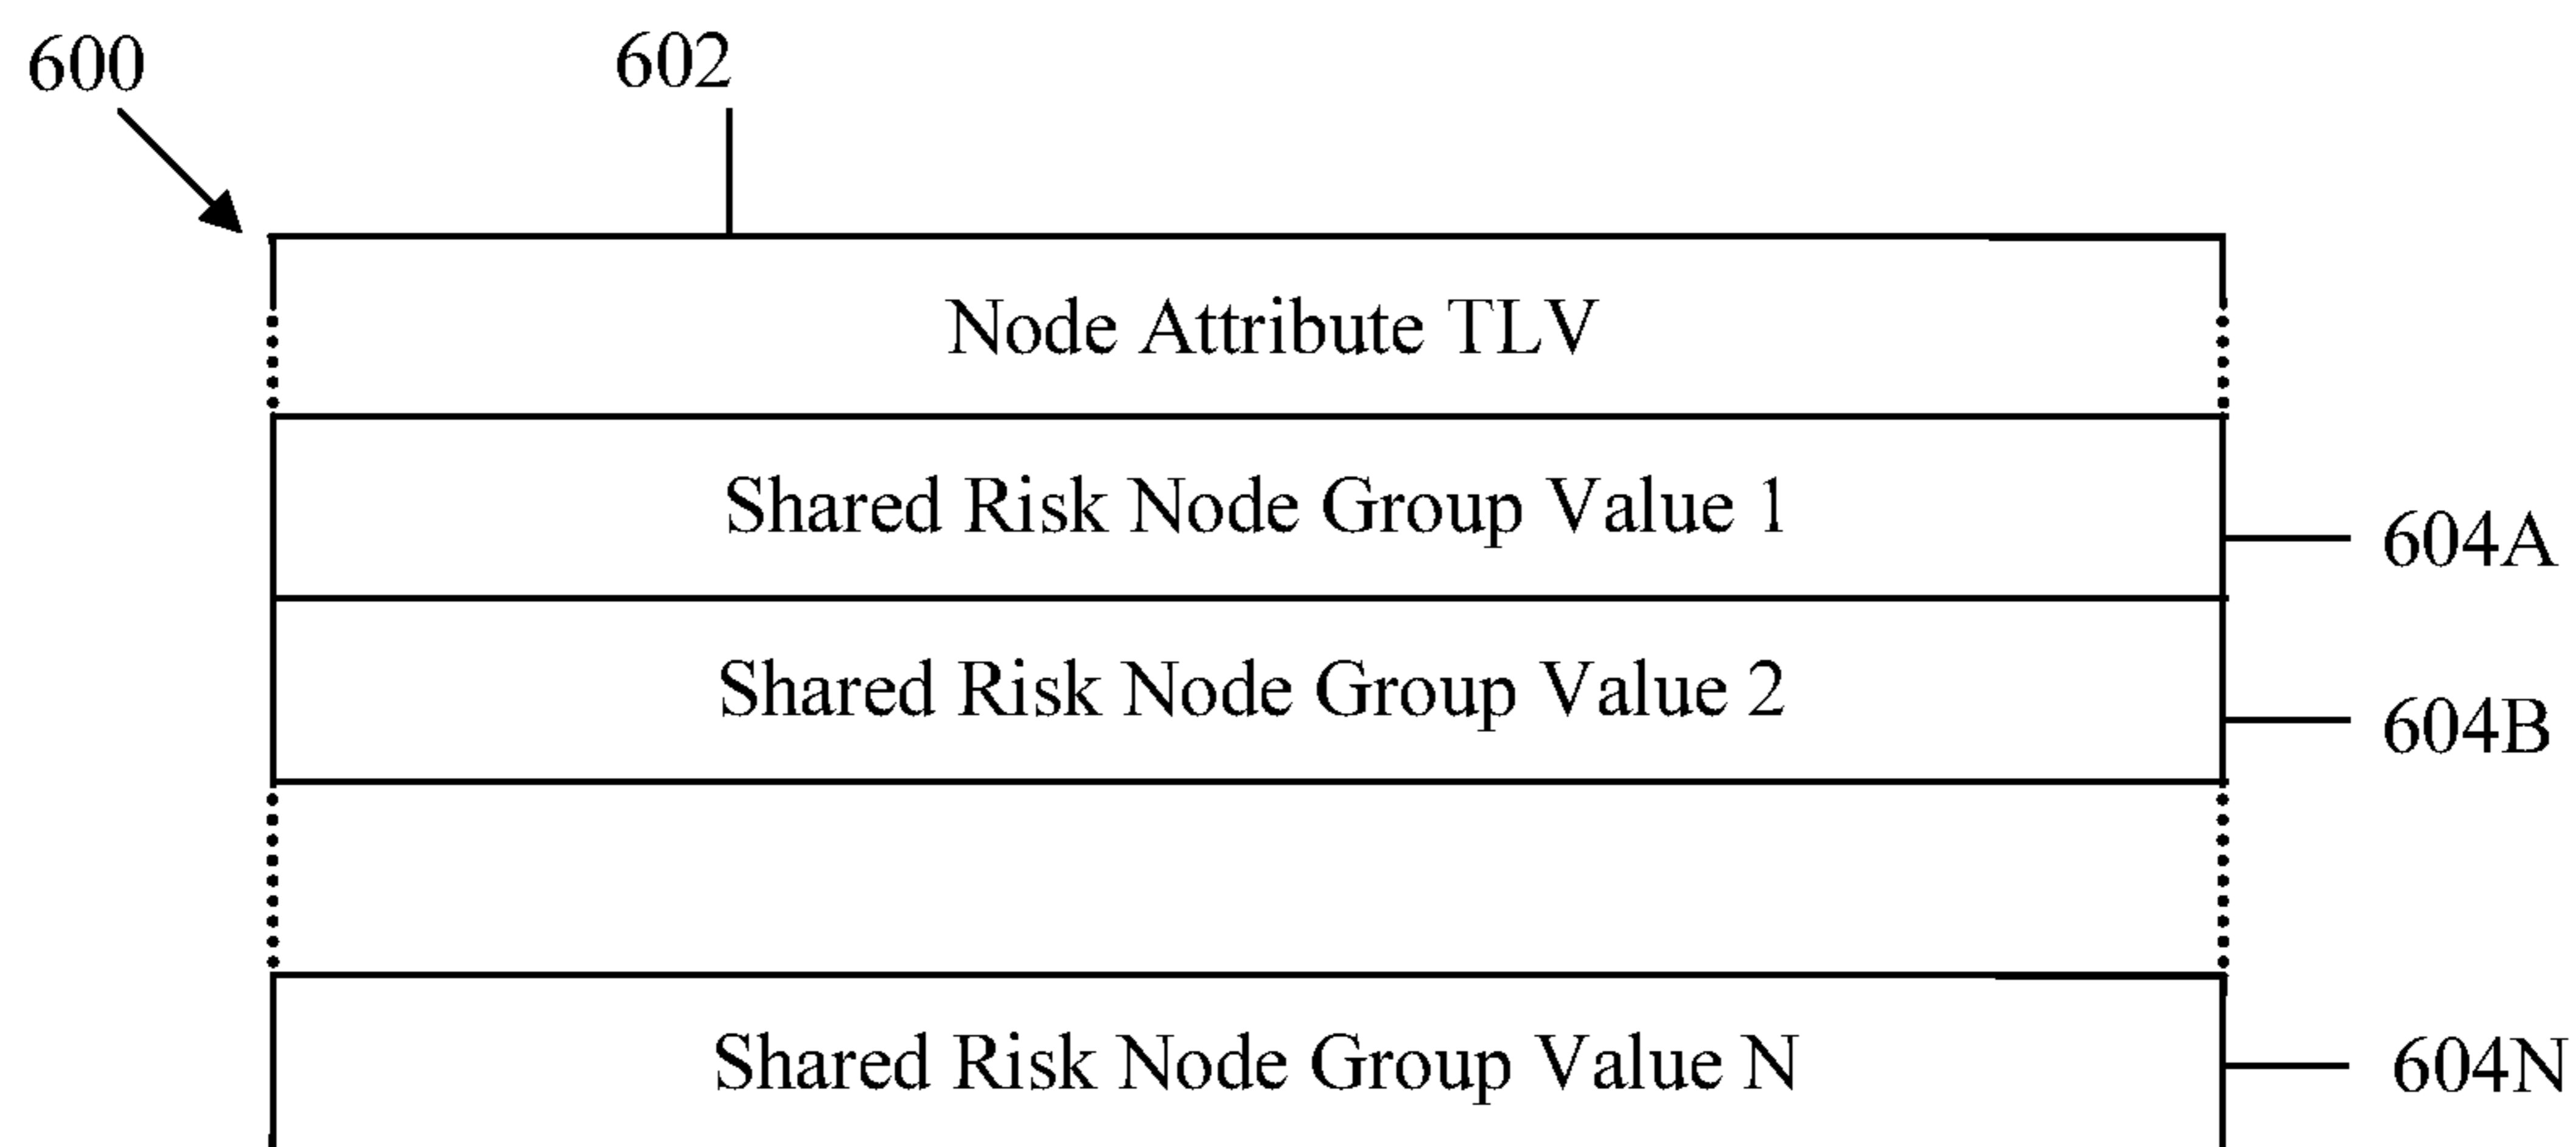 600
602
Node Attribute TLV
Shared Risk Node Group Value 1
604A
Shared Risk Node Group Value 2
604B
Shared Risk Node Group Value N
604N